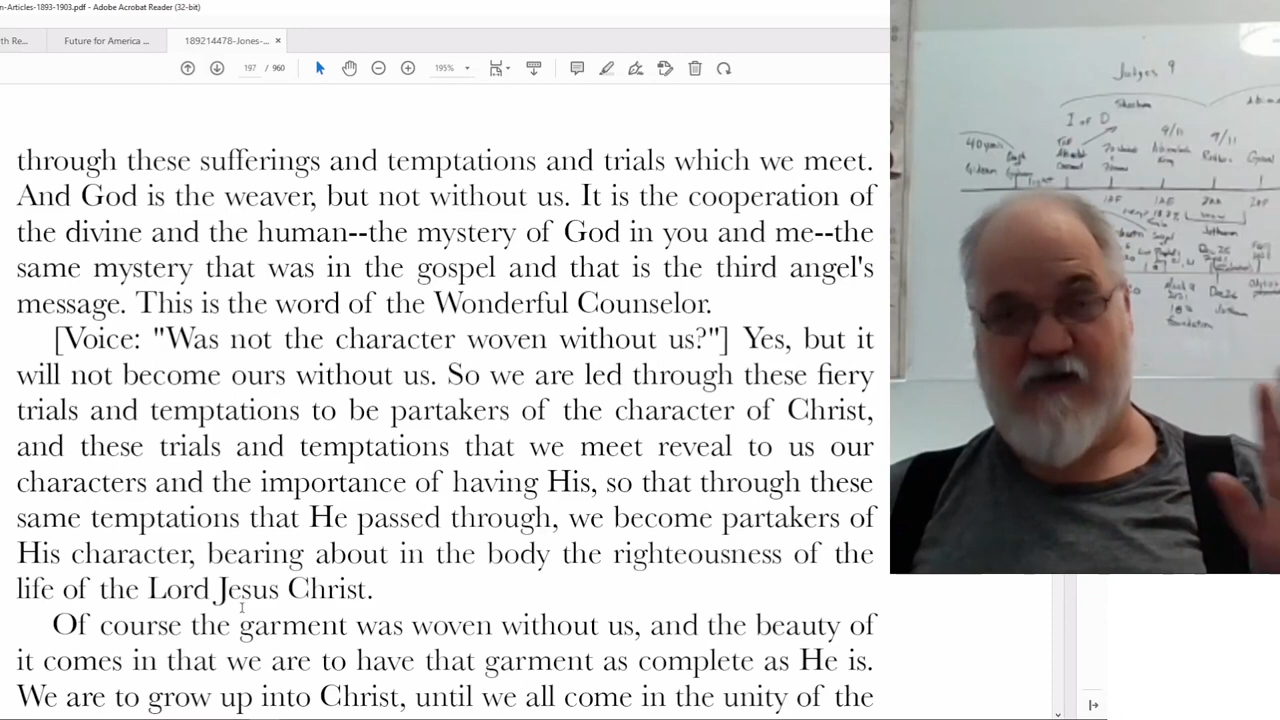 n-Articles-1893-1903.pdf - Adobe Acrobat Reader (32-bit)
th Re...
Future for America ...
189214478-Jones-...
197 / 960
195%
through these sufferings and temptations and trials which we meet.
And God is the weaver, but not without us. It is the cooperation of
the divine and the human--the mystery of God in you and me--the
same mystery that was in the gospel and that is the third angel's
message. This is the word of the Wonderful Counselor.
[Voice: "Was not the character woven without us?"] Yes, but it
will not become ours without us. So we are led through these fiery
trials and temptations to be partakers of the character of Christ,
and these trials and temptations that we meet reveal to us our
characters and the importance of having His, so that through these
same temptations that He passed through, we become partakers of
His character, bearing about in the body the righteousness of the
life of the Lord Jesus Christ.
Of course the garment was woven without us, and the beauty of
it comes in that we are to have that garment as complete as He is.
We are to grow up into Christ, until we all come in the unity of the
Judges 9
Shechem
I of D
40 years
9/11
9/11
Gideon